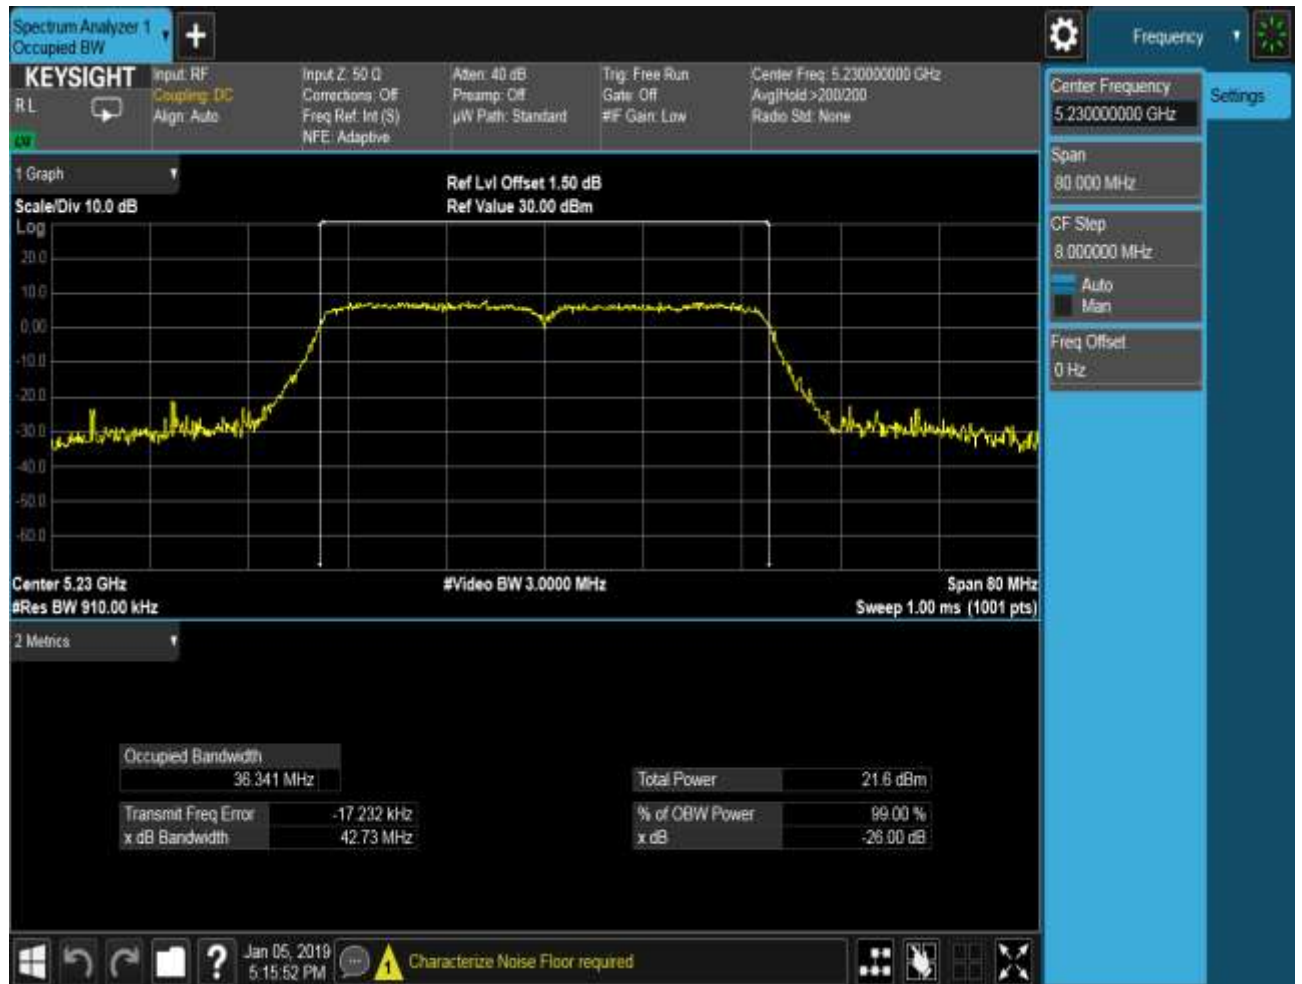 Spectrum Analyzer 1
Occupied BW
Frequency
KEYSIGHT
R L
Input: RF
Coupling: DC
Align: Auto
Input Z: 50 Ω
Corrections: Off
Freq Ref: Int (S)
NFE: Adaptive
Atten: 40 dB
Preamp: Off
µW Path: Standard
Trig: Free Run
Gate: Off
#IF Gain: Low
Center Freq: 5.230000000 GHz
Avg|Hold:>200/200
Radio Std: None
Center Frequency
5.230000000 GHz
Settings
Span
80.000 MHz
CF Step
8.000000 MHz
Auto
Man
Freq Offset
0 Hz
1 Graph
Scale/Div 10.0 dB
Ref Lvl Offset 1.50 dB
Ref Value 30.00 dBm
Log
20.0
10.0
0.00
-10.0
-20.0
-30.0
-40.0
-50.0
-60.0
Center 5.23 GHz
#Video BW 3.0000 MHz
Span 80 MHz
#Res BW 910.00 kHz
Sweep 1.00 ms (1001 pts)
2 Metrics
Occupied Bandwidth
36.341 MHz
Total Power 21.6 dBm
Transmit Freq Error -17.232 kHz
% of OBW Power 99.00 %
x dB Bandwidth 42.73 MHz
x dB -26.00 dB
Jan 05, 2019
5:15:52 PM
Characterize Noise Floor required